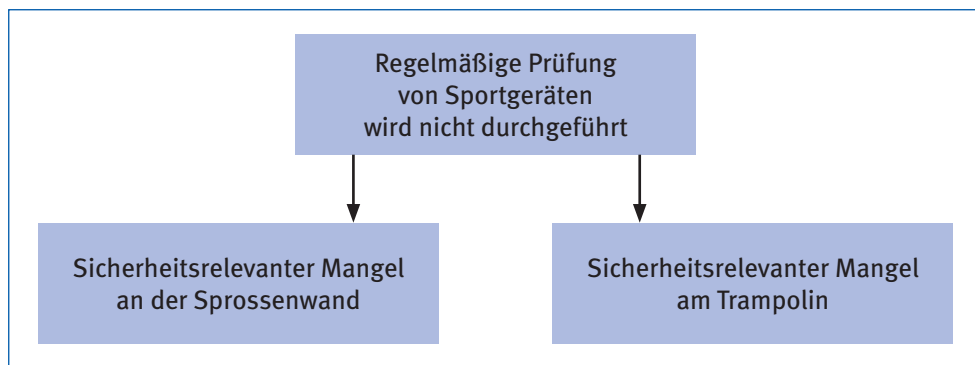 Regelmäßige Prüfung
von Sportgeräten
wird nicht durchgeführt
Sicherheitsrelevanter Mangel
an der Sprossenwand
Sicherheitsrelevanter Mangel
am Trampolin